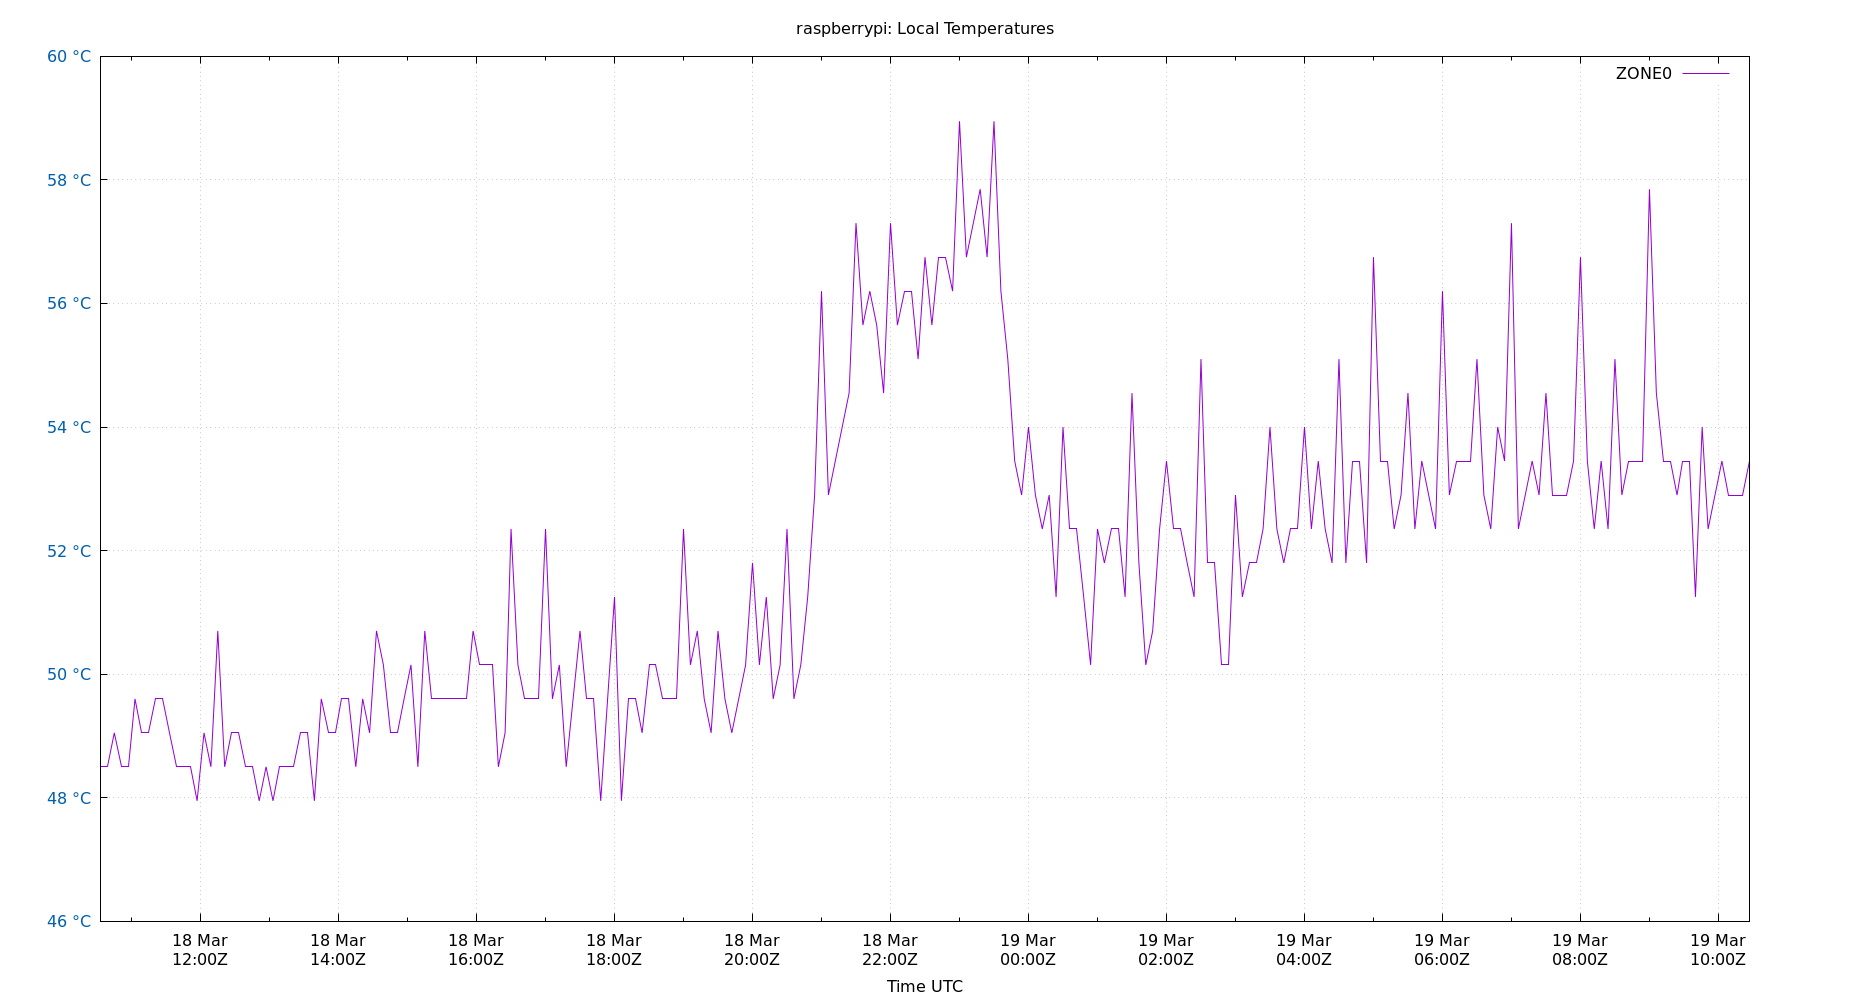 raspberrypi: Local Temperatures
60 °C
ZONE0
58 °C
56 °C
54 °C
52 °C
50 °C
48 °C
46 °C
18 Mar 18 Mar 18 Mar 18 Mar 18 Mar 18 Mar 19 Mar 19 Mar 19 Mar 19 Mar 19 Mar 19 Mar
12:00Z 14:00Z 16:00Z 18:00Z 20:00Z 22:00Z 00:00Z 02:00Z 04:00Z 06:00Z 08:00Z 10:00Z
Time UTC